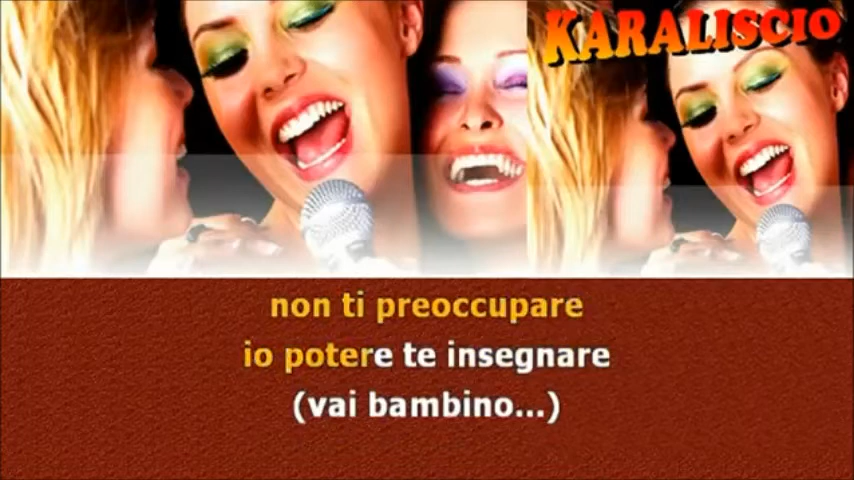 KARALISCIO
non ti preoccupare
io potere te insegnare
(vai bambino...)